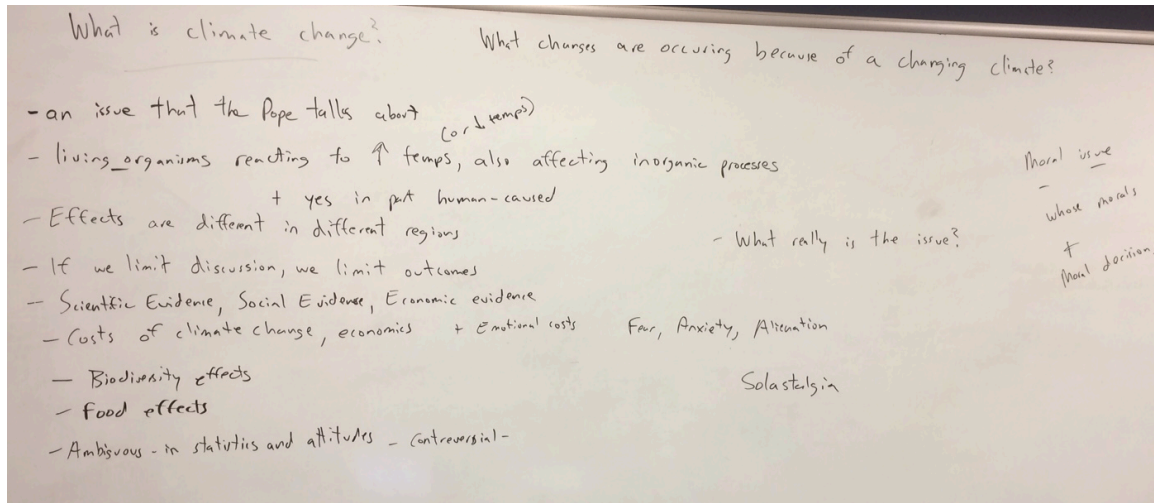 What is climate change?
What changes are occuring because of a changing climate?
- an issue that the Pope talks about
(or ↓ temps)
- living organisms reacting to ↑ temps, also affecting inorganic processes
+ yes in part human-caused
- Effects are different in different regions
- If we limit discussion, we limit outcomes
- Scientific Evidence, Social Evidence, Economic evidence
- Costs of climate change, economics + Emotional costs Fear, Anxiety, Alienation
- Biodiversity effects
Solastalgia
- Food effects
- Ambiguous - in statistics and attitudes - Contreversial -
- What really is the issue?
Moral issue
whose morals
+
Moral decision